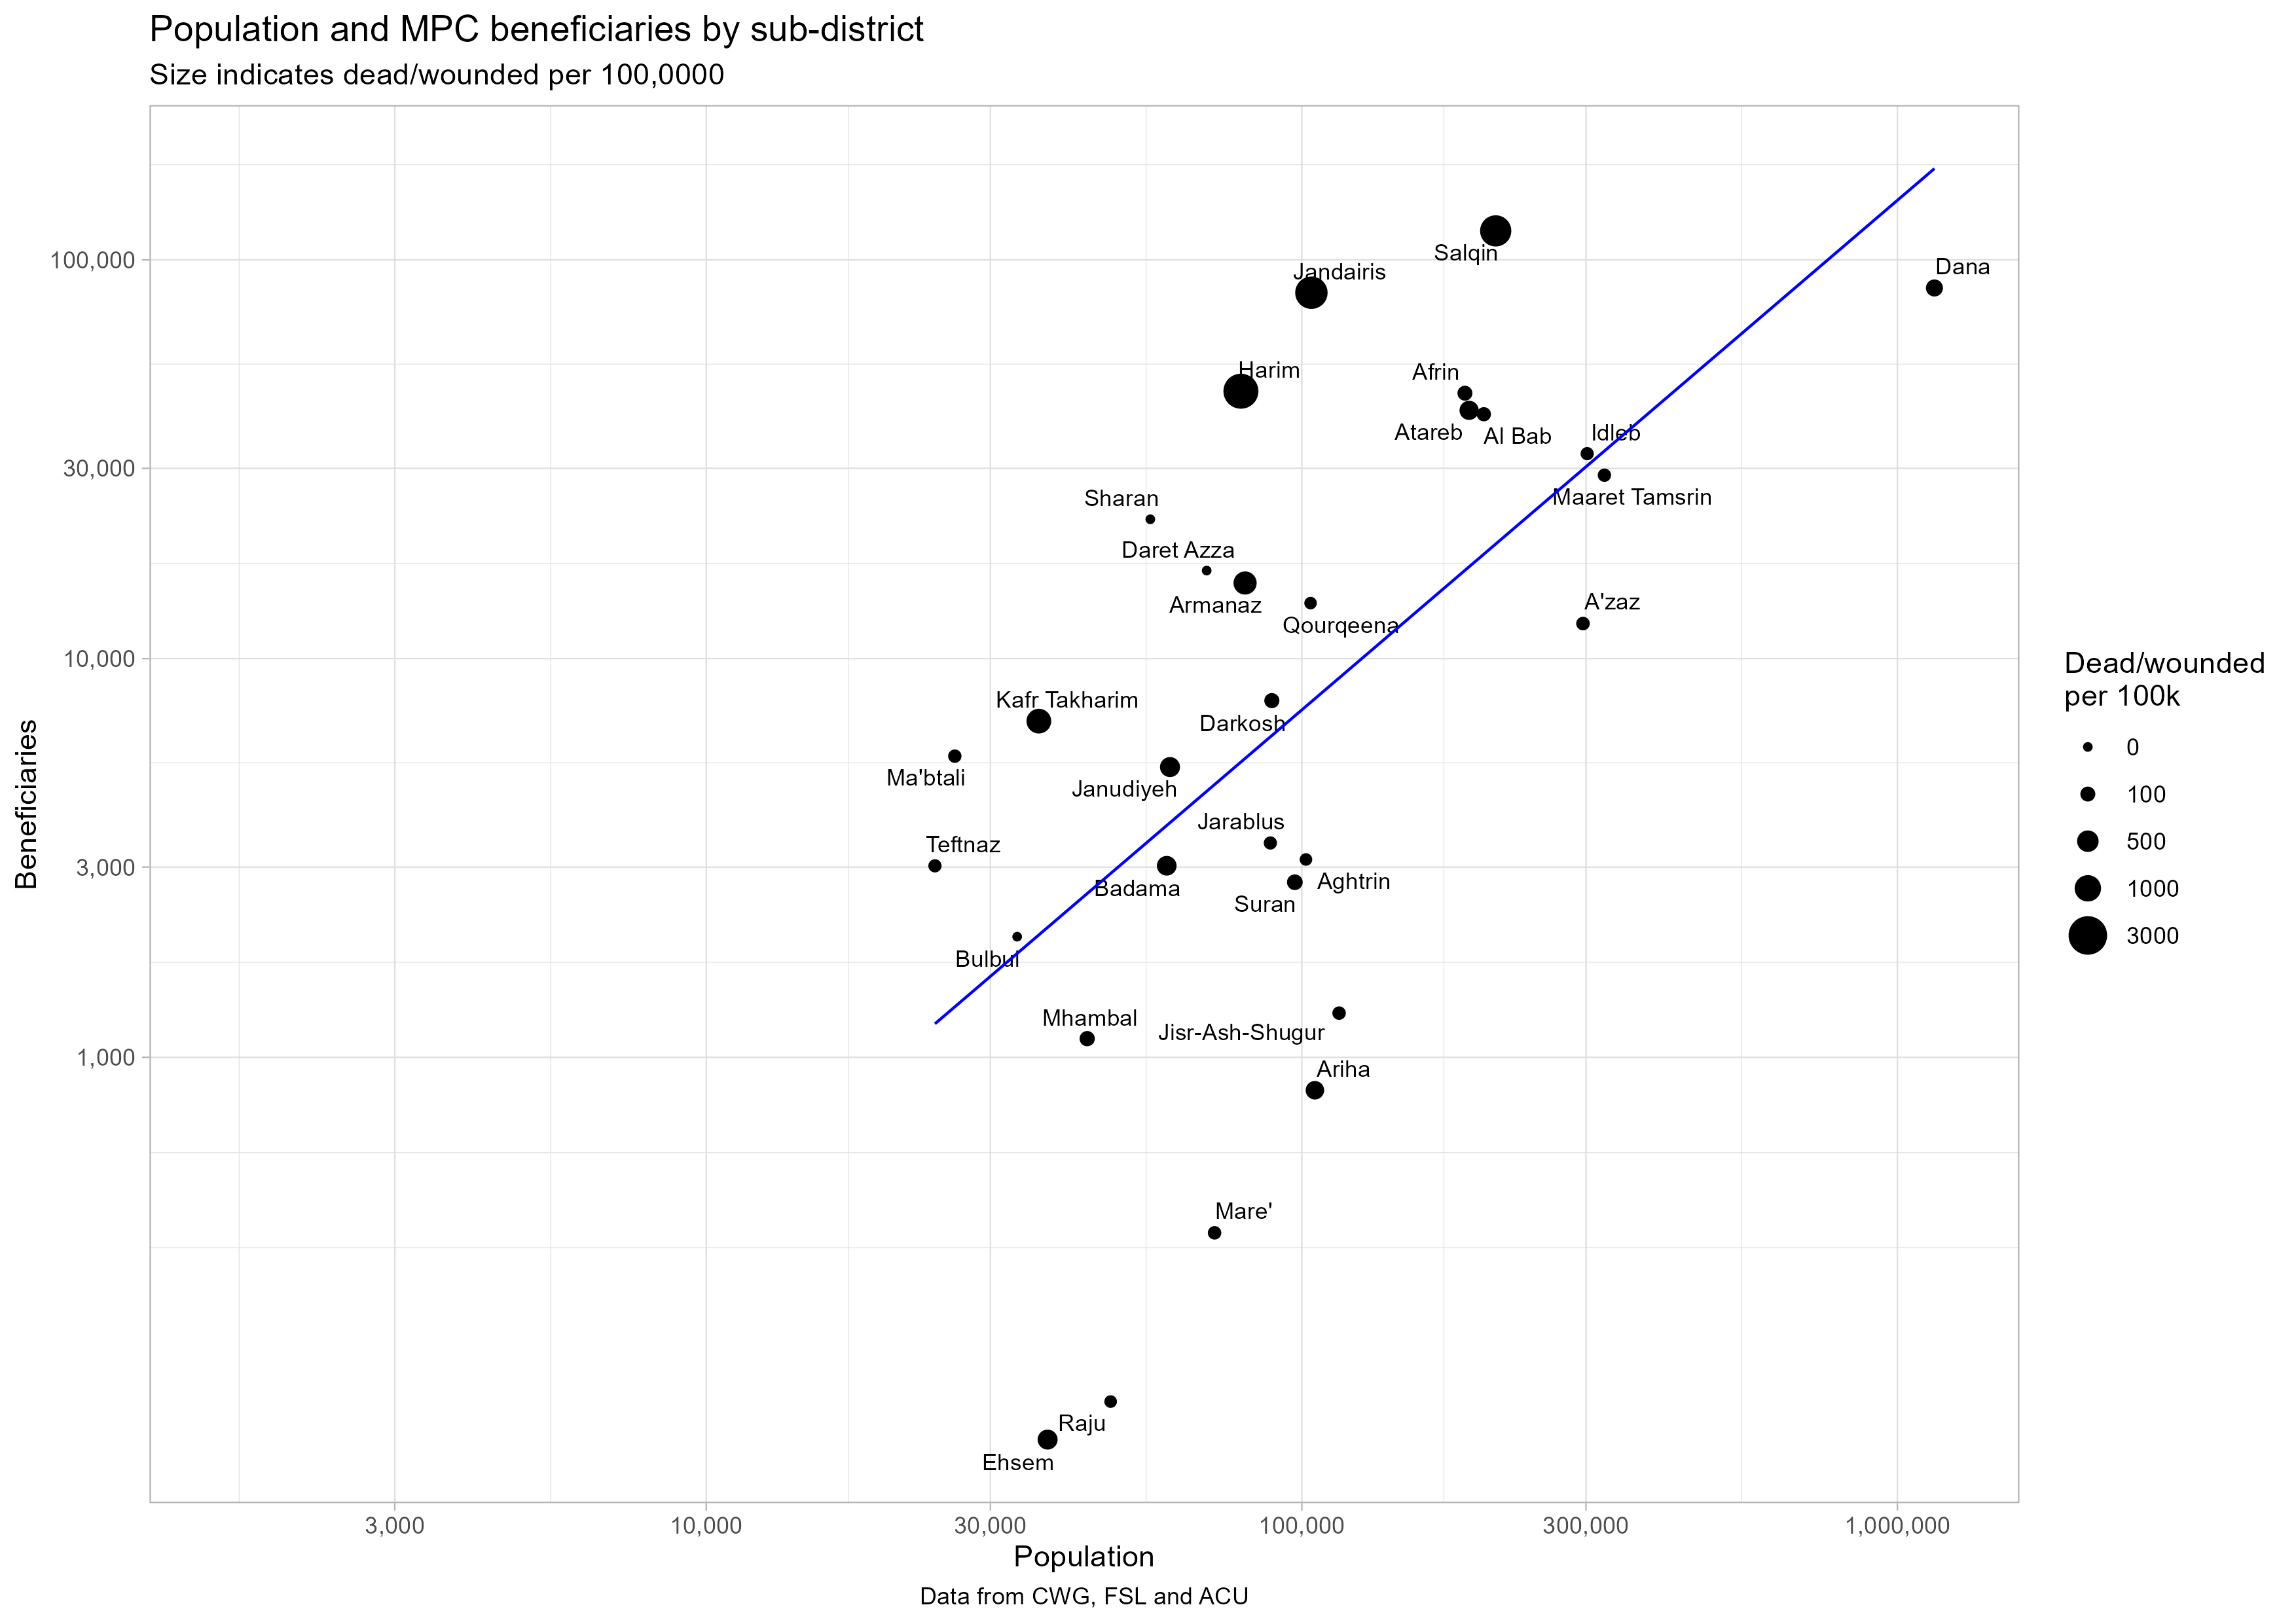 Population and MPC beneficiaries by sub-district
Size indicates dead/wounded per 100,0000
Beneficiaries
100,000
30,000
10,000
3,000
1,000
Salqin
Dana
Jandairis
Harim
Afrin
Atareb
Al Bab
Idleb
Maaret Tamsrin
Sharan
Daret Azza
Armanaz
A'zaz
Qourqeena
Kafr Takharim
Darkosh
Ma'btali
Janudiyeh
Jarablus
Teftnaz
Badama
Aghtrin
Suran
Bulbul
Mhambal
Jisr-Ash-Shugur
Ariha
Mare'
Raju
Ehsem
3,000
10,000
30,000
100,000
300,000
1,000,000
Population
Data from CWG, FSL and ACU
Dead/wounded
per 100k
0
100
500
1000
3000